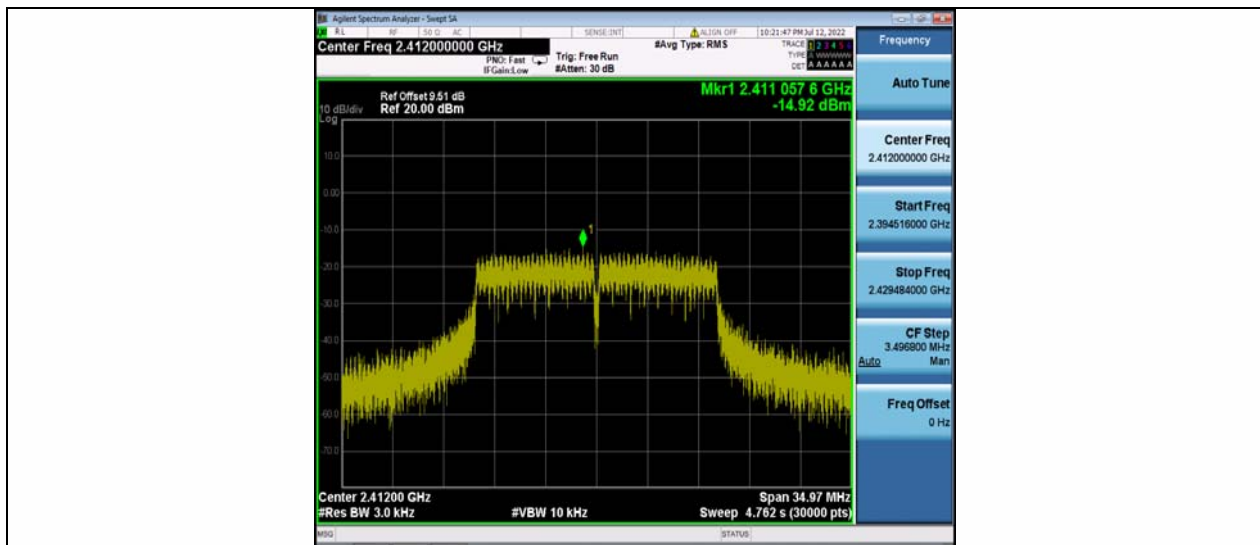 Agilent Spectrum Analyzer - Swept SA
RL RF 50 Ω AC SENSE:INT ALIGN OFF 10:21:47 PM Jul 12, 2022
Center Freq 2.412000000 GHz
PNO: Fast
IFGain:Low
Trig: Free Run
#Atten: 30 dB
#Avg Type: RMS
TRACE 1 2 3 4 5 6
TYPE A WWWWW
DET A A A A A A
Ref Offset 9.51 dB
10 dB/div Ref 20.00 dBm
Log
Mkr1 2.411 057 6 GHz
-14.92 dBm
1
10.0
0.00
-10.0
-20.0
-30.0
-40.0
-50.0
-60.0
-70.0
Center 2.41200 GHz
Span 34.97 MHz
#Res BW 3.0 kHz
#VBW 10 kHz
Sweep 4.762 s (30000 pts)
MSG
STATUS
Frequency
Auto Tune
Center Freq
2.412000000 GHz
Start Freq
2.394516000 GHz
Stop Freq
2.429484000 GHz
CF Step
3.496800 MHz
Auto Man
Freq Offset
0 Hz